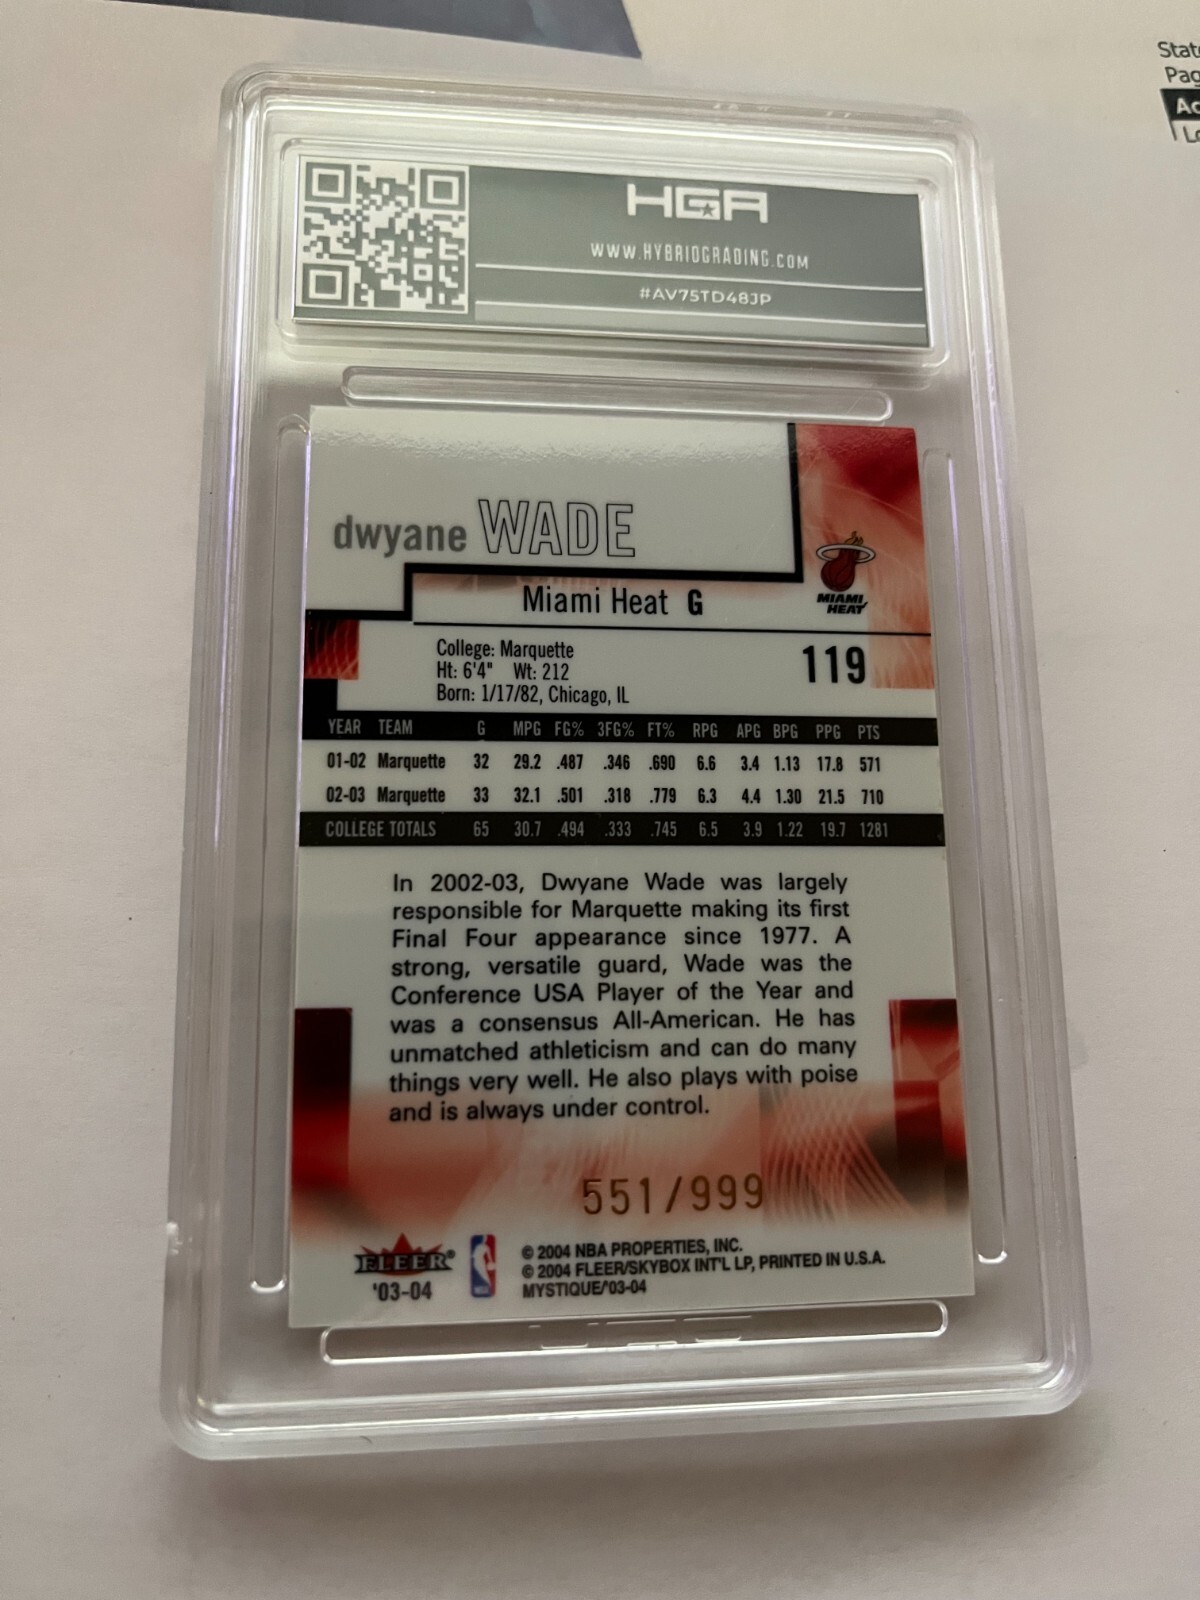 State
Pag
Ac
Lo
HGA
WWW.HYBRIDGRADING.COM
#AV75TD48JP
dwyane WADE
Miami Heat G
MIAMI
HEAT
College: Marquette
Ht: 6'4" Wt: 212
Born: 1/17/82, Chicago, IL
119
YEAR TEAM G MPG FG% 3FG% FT% RPG APG BPG PPG PTS
01-02 Marquette 32 29.2 .487 .346 .690 6.6 3.4 1.13 17.8 571
02-03 Marquette 33 32.1 .501 .318 .779 6.3 4.4 1.30 21.5 710
COLLEGE TOTALS 65 30.7 .494 .333 .745 6.5 3.9 1.22 19.7 1281
In 2002-03, Dwyane Wade was largely
responsible for Marquette making its first
Final Four appearance since 1977. A
strong, versatile guard, Wade was the
Conference USA Player of the Year and
was a consensus All-American. He has
unmatched athleticism and can do many
things very well. He also plays with poise
and is always under control.
551/999
FLEER®
'03-04
© 2004 NBA PROPERTIES, INC.
© 2004 FLEER/SKYBOX INT'L LP, PRINTED IN U.S.A.
MYSTIQUE/'03-04